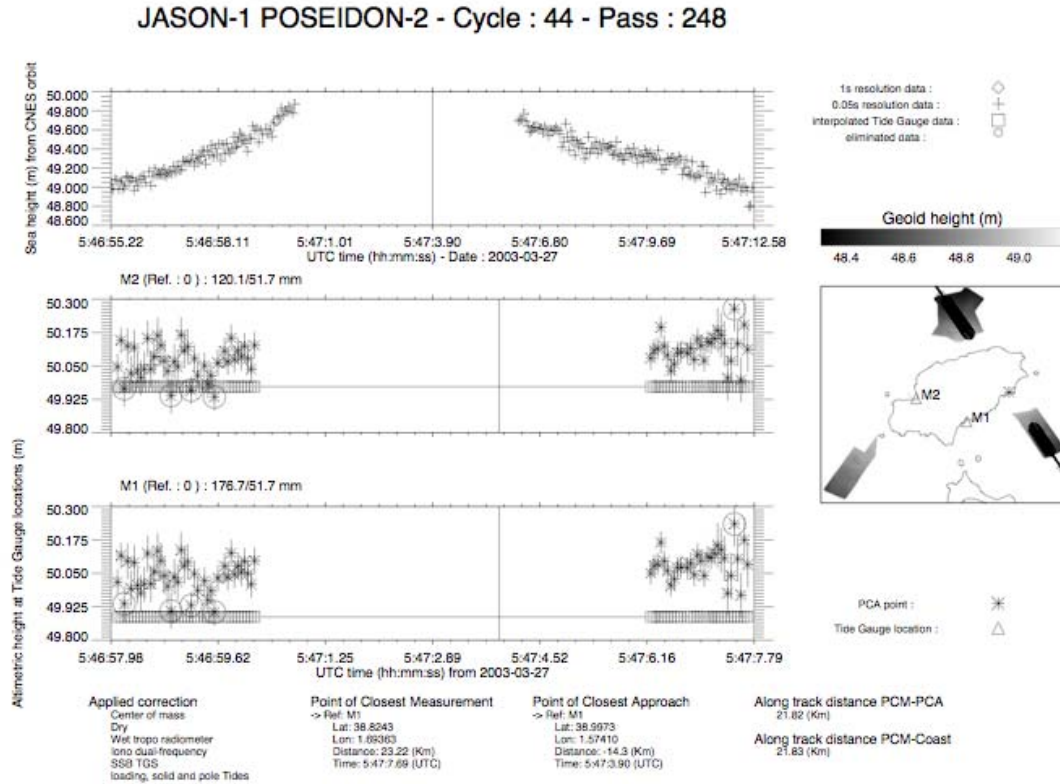 JASON-1 POSEIDON-2 - Cycle : 44 - Pass : 248
Sea height (m) from CNES orbit
50.000
49.800
49.600
49.400
49.200
49.000
48.800
48.600
5:46:55.22 5:46:58.11 5:47:1.01 5:47:3.90 5:47:6.80 5:47:9.69 5:47:12.58
UTC time (hh:mm:ss) - Date : 2003-03-27
1s resolution data :
0.05s resolution data :
interpolated Tide Gauge data :
eliminated data :
Geoid height (m)
48.4 48.6 48.8 49.0
M2
M1
Altimetric height at Tide Gauge locations (m)
M2 (Ref. : 0 ) : 120.1/51.7 mm
50.300
50.175
50.050
49.925
49.800
M1 (Ref. : 0 ) : 176.7/51.7 mm
50.300
50.175
50.050
49.925
49.800
5:46:57.98 5:46:59.62 5:47:1.25 5:47:2.89 5:47:4.52 5:47:6.16 5:47:7.79
UTC time (hh:mm:ss) from 2003-03-27
PCA point :
Tide Gauge location :
Applied correction
Center of mass
Dry
Wet tropo radiometer
Iono dual-frequency
SSB TGS
loading, solid and pole Tides
Point of Closest Measurement
-> Ref: M1
Lat: 38.8243
Lon: 1.69363
Distance: 23.22 (Km)
Time: 5:47:7.69 (UTC)
Point of Closest Approach
-> Ref: M1
Lat: 38.9973
Lon: 1.57410
Distance: -14.3 (Km)
Time: 5:47:3.90 (UTC)
Along track distance PCM-PCA
21.82 (Km)
Along track distance PCM-Coast
21.83 (Km)